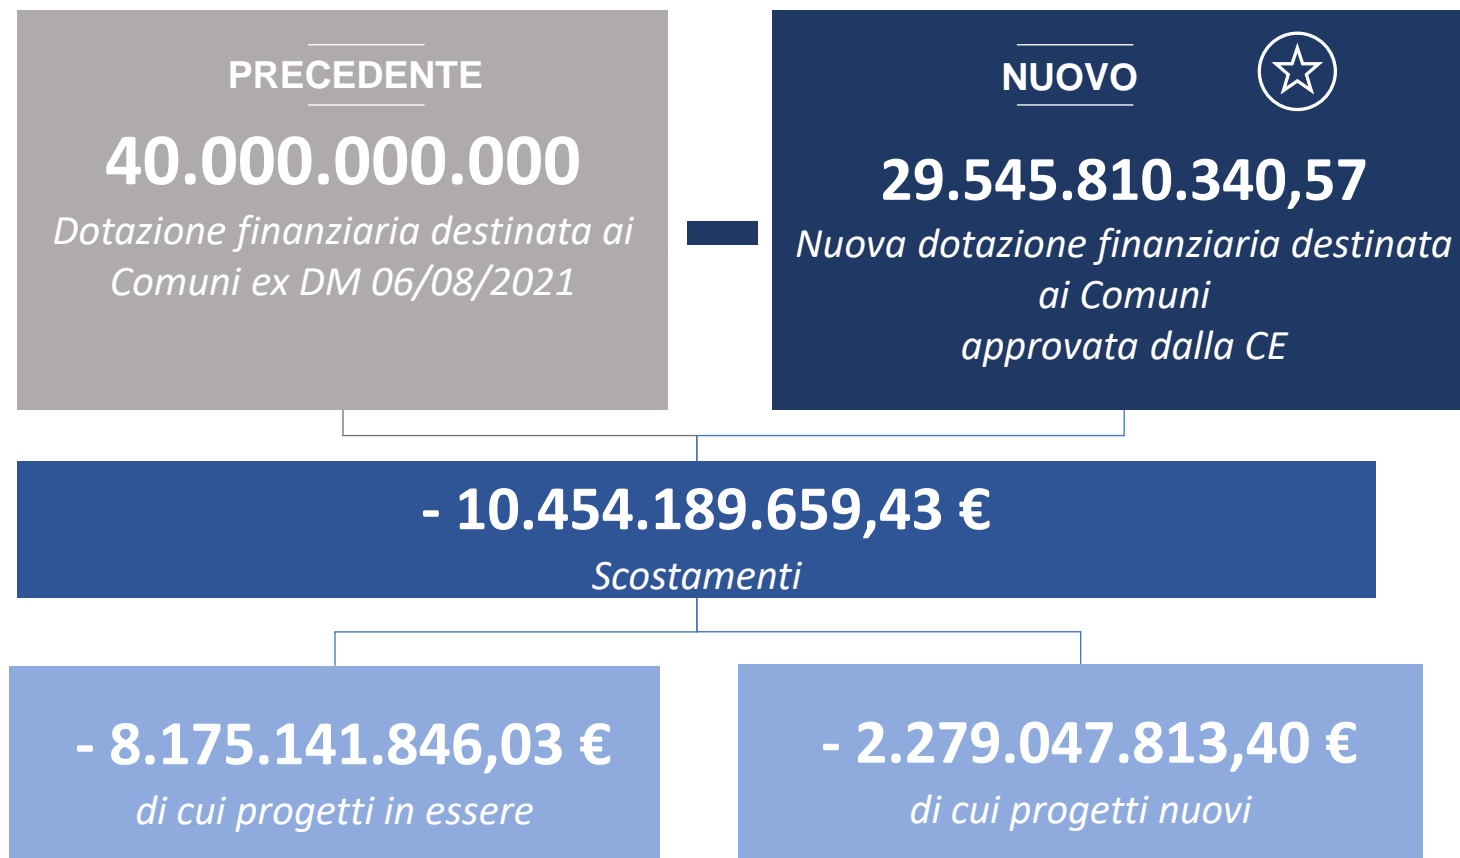 PRECEDENTE
40.000.000.000
Dotazione finanziaria destinata ai
Comuni ex DM 06/08/2021
NUOVO
29.545.810.340,57
Nuova dotazione finanziaria destinata
ai Comuni
approvata dalla CE
- 10.454.189.659,43 €
Scostamenti
- 8.175.141.846,03 €
di cui progetti in essere
- 2.279.047.813,40 €
di cui progetti nuovi